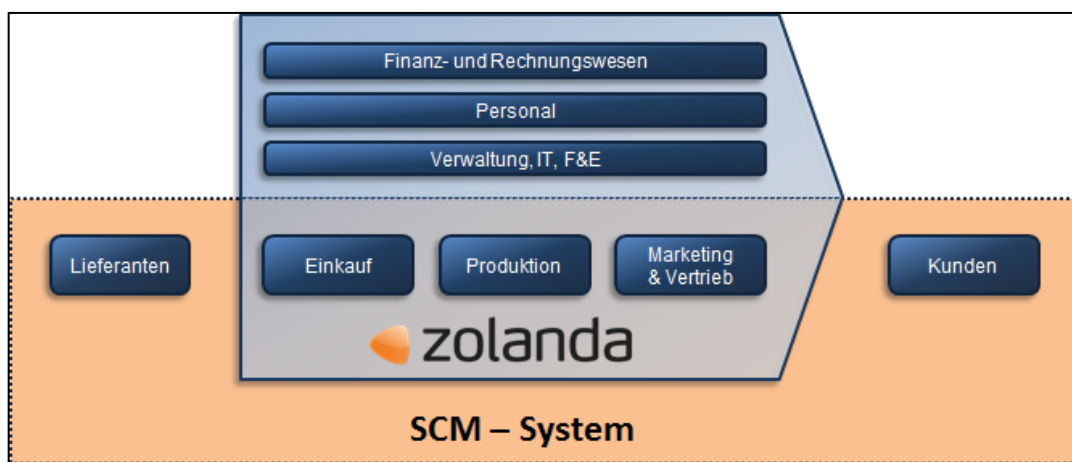 Finanz- und Rechnungswesen
Personal
Verwaltung, IT, F&E
Lieferanten
Einkauf
Produktion
Marketing
& Vertrieb
Kunden
zolanda
SCM – System